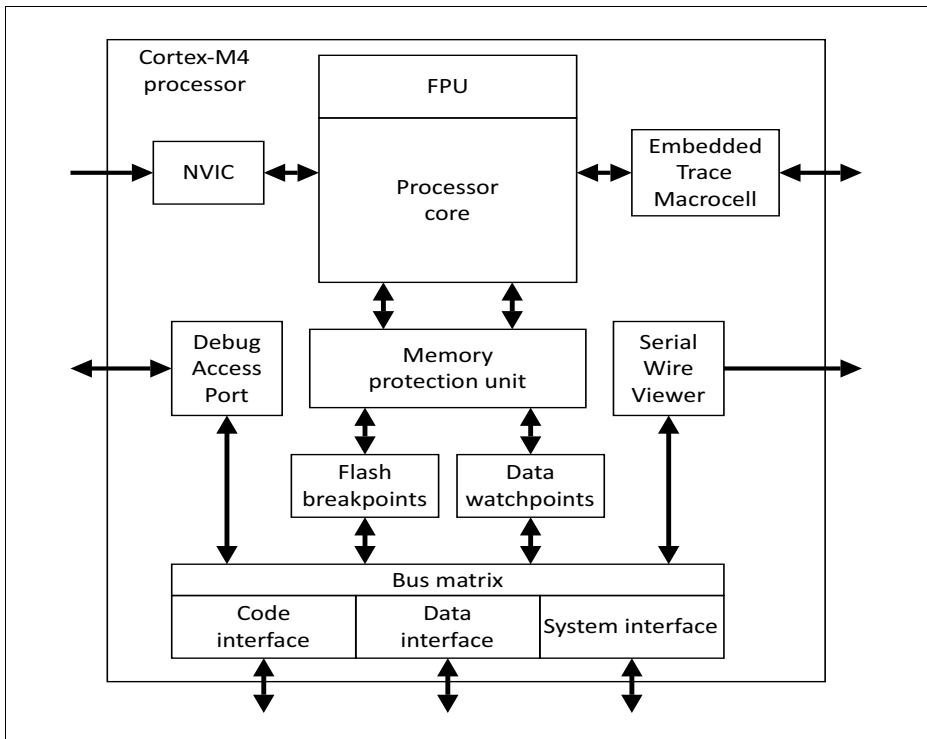 Cortex-M4
processor
FPU
NVIC
Processor
core
Embedded
Trace
Macrocell
Debug
Access
Port
Memory
protection unit
Serial
Wire
Viewer
Flash
breakpoints
Data
watchpoints
Bus matrix
Code
interface
Data
interface
System interface